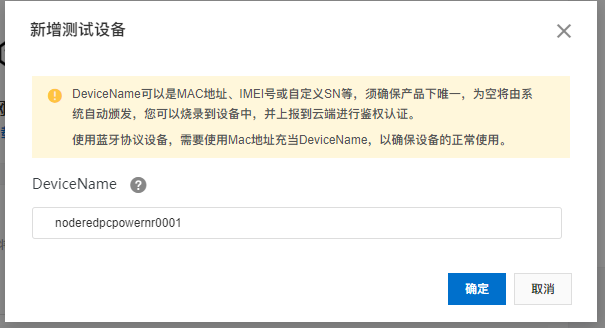 新增测试设备
DeviceName可以是MAC地址、IMEI号或自定义SN等，须确保产品下唯一，为空将由系
统自动颁发，您可以烧录到设备中，并上报到云端进行鉴权认证。
使用蓝牙协议设备，需要使用Mac地址充当DeviceName，以确保设备的正常使用。
DeviceName
noderedpcpowernr0001
确定 取消